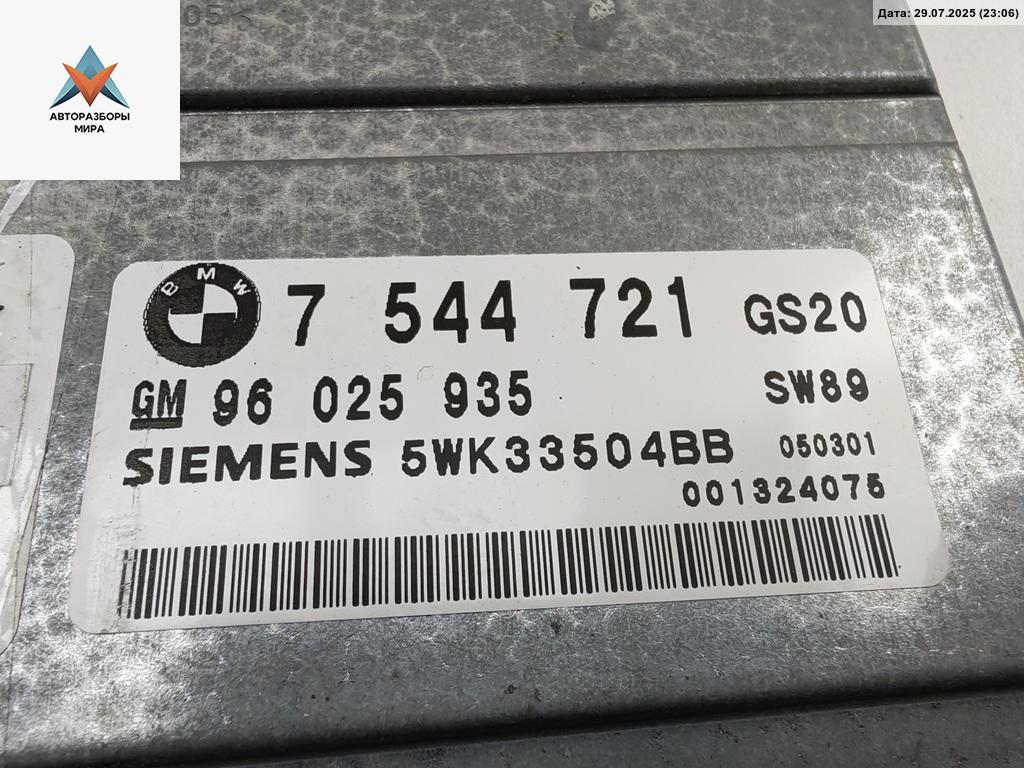 Дата: 29.07.2025 (23:06)
АВТОРАЗБОРЫ
МИРА
05<
BMW 7 544 721 GS20
GM 96 025 935 SW89
SIEMENS 5WK33504BB 050301
001324075